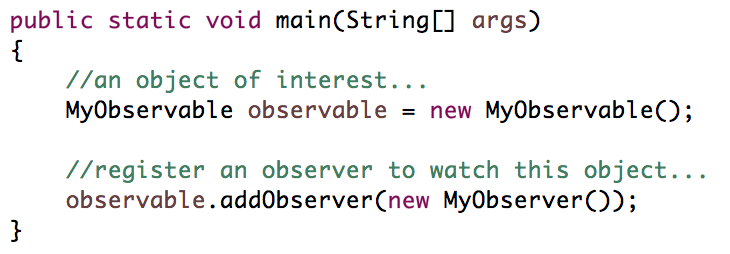 public static void main(String[] args)
{
    //an object of interest...
    MyObservable observable = new MyObservable();
    //register an observer to watch this object...
    observable.addObserver(new MyObserver());
}